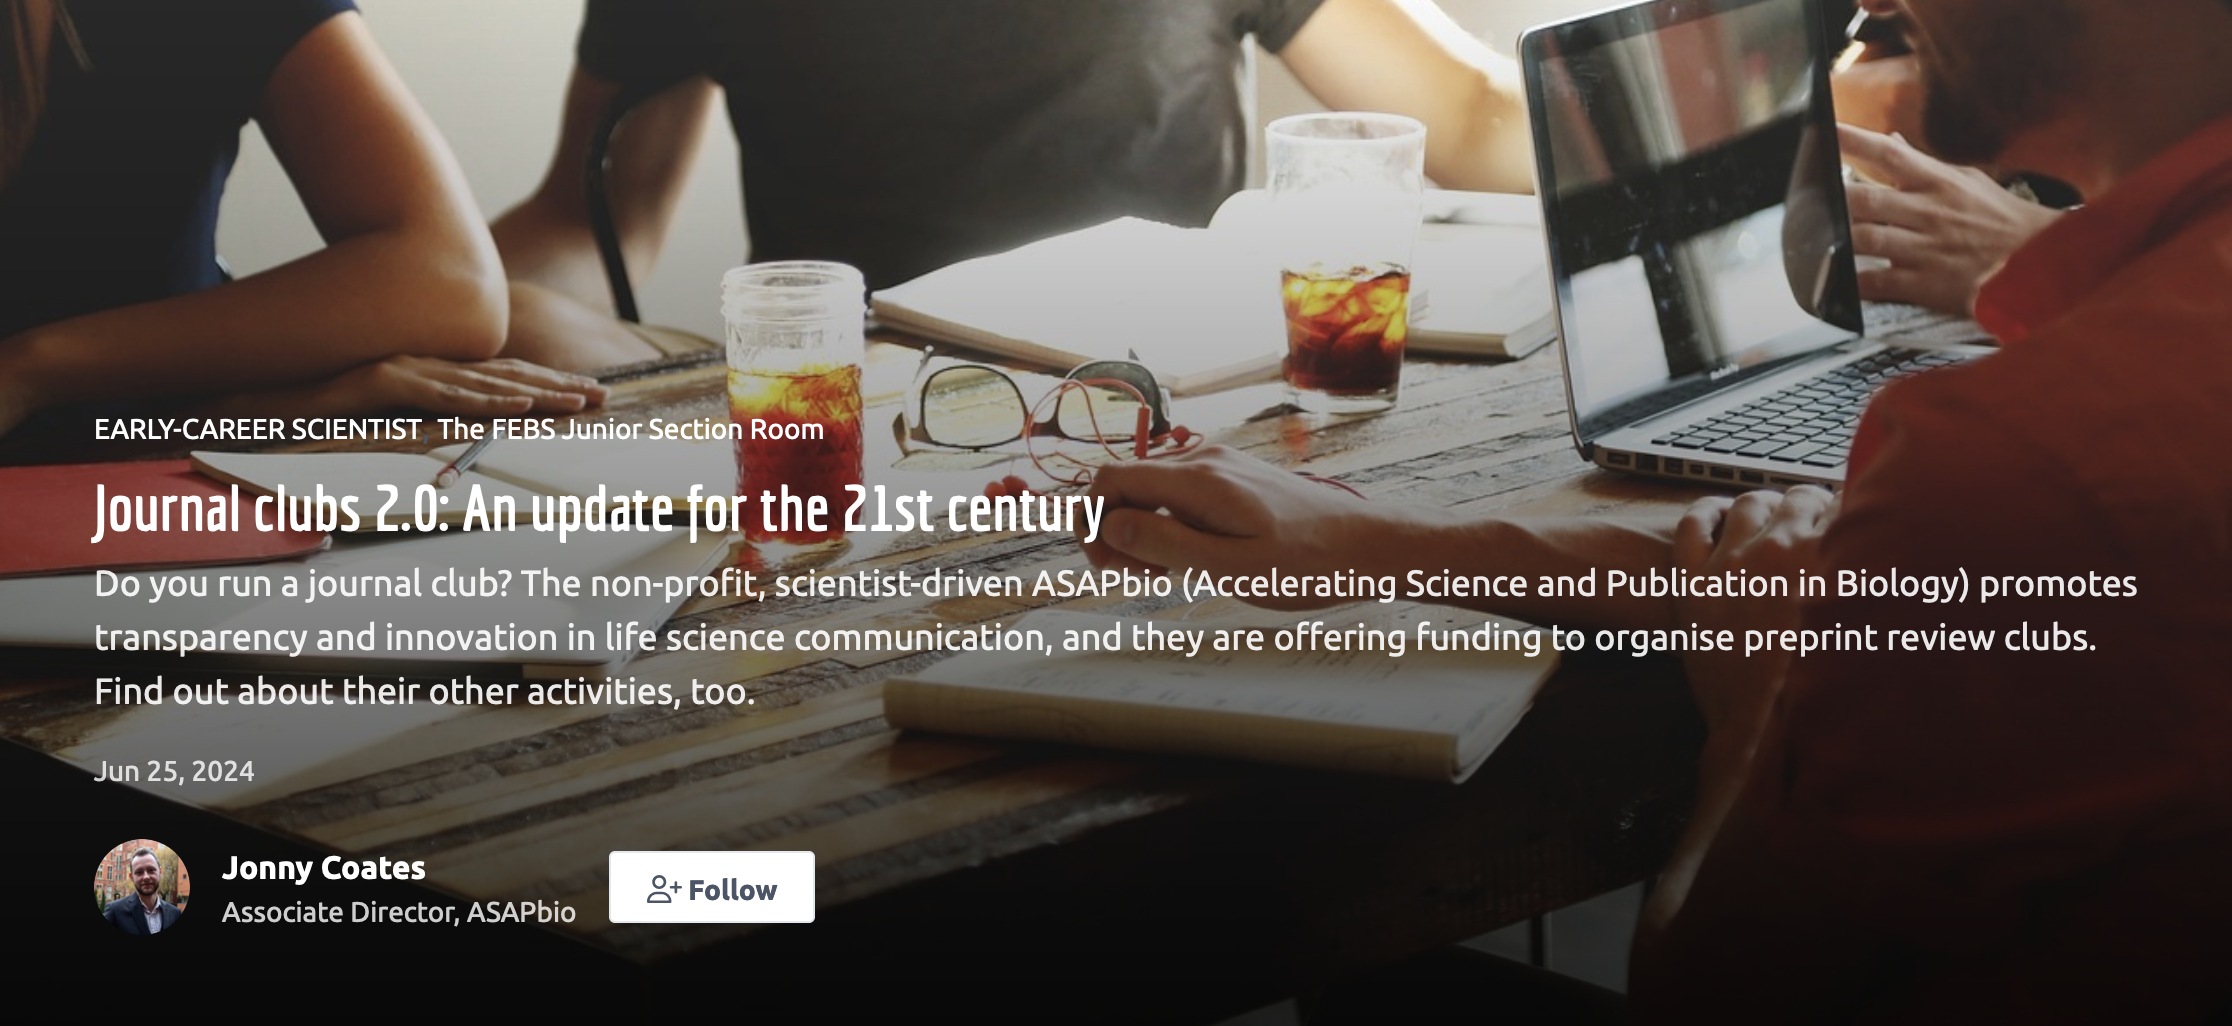 EARLY-CAREER SCIENTIST The FEBS Junior Section Room
Journal clubs 2.0: An update for the 21st century
Do you run a journal club? The non-profit, scientist-driven ASAPbio (Accelerating Science and Publication in Biology) promotes
transparency and innovation in life science communication, and they are offering funding to organise preprint review clubs.
Find out about their other activities, too.
Jun 25, 2024
Jonny Coates
Associate Director, ASAPbio
Follow